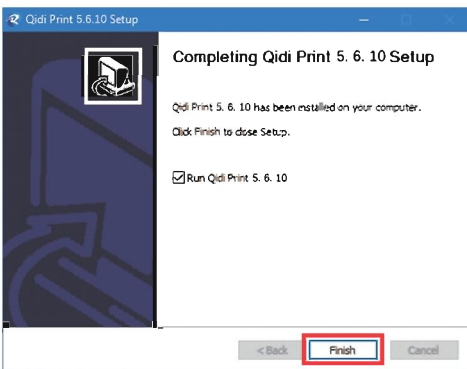 Qidi Print 5.6.10 Setup
Completing Qidi Print 5. 6. 10 Setup
Qidi Print 5. 6. 10 has been installed on your computer.
Click Finish to close Setup.
Run Qidi Print 5. 6. 10
< Back Finish Cancel